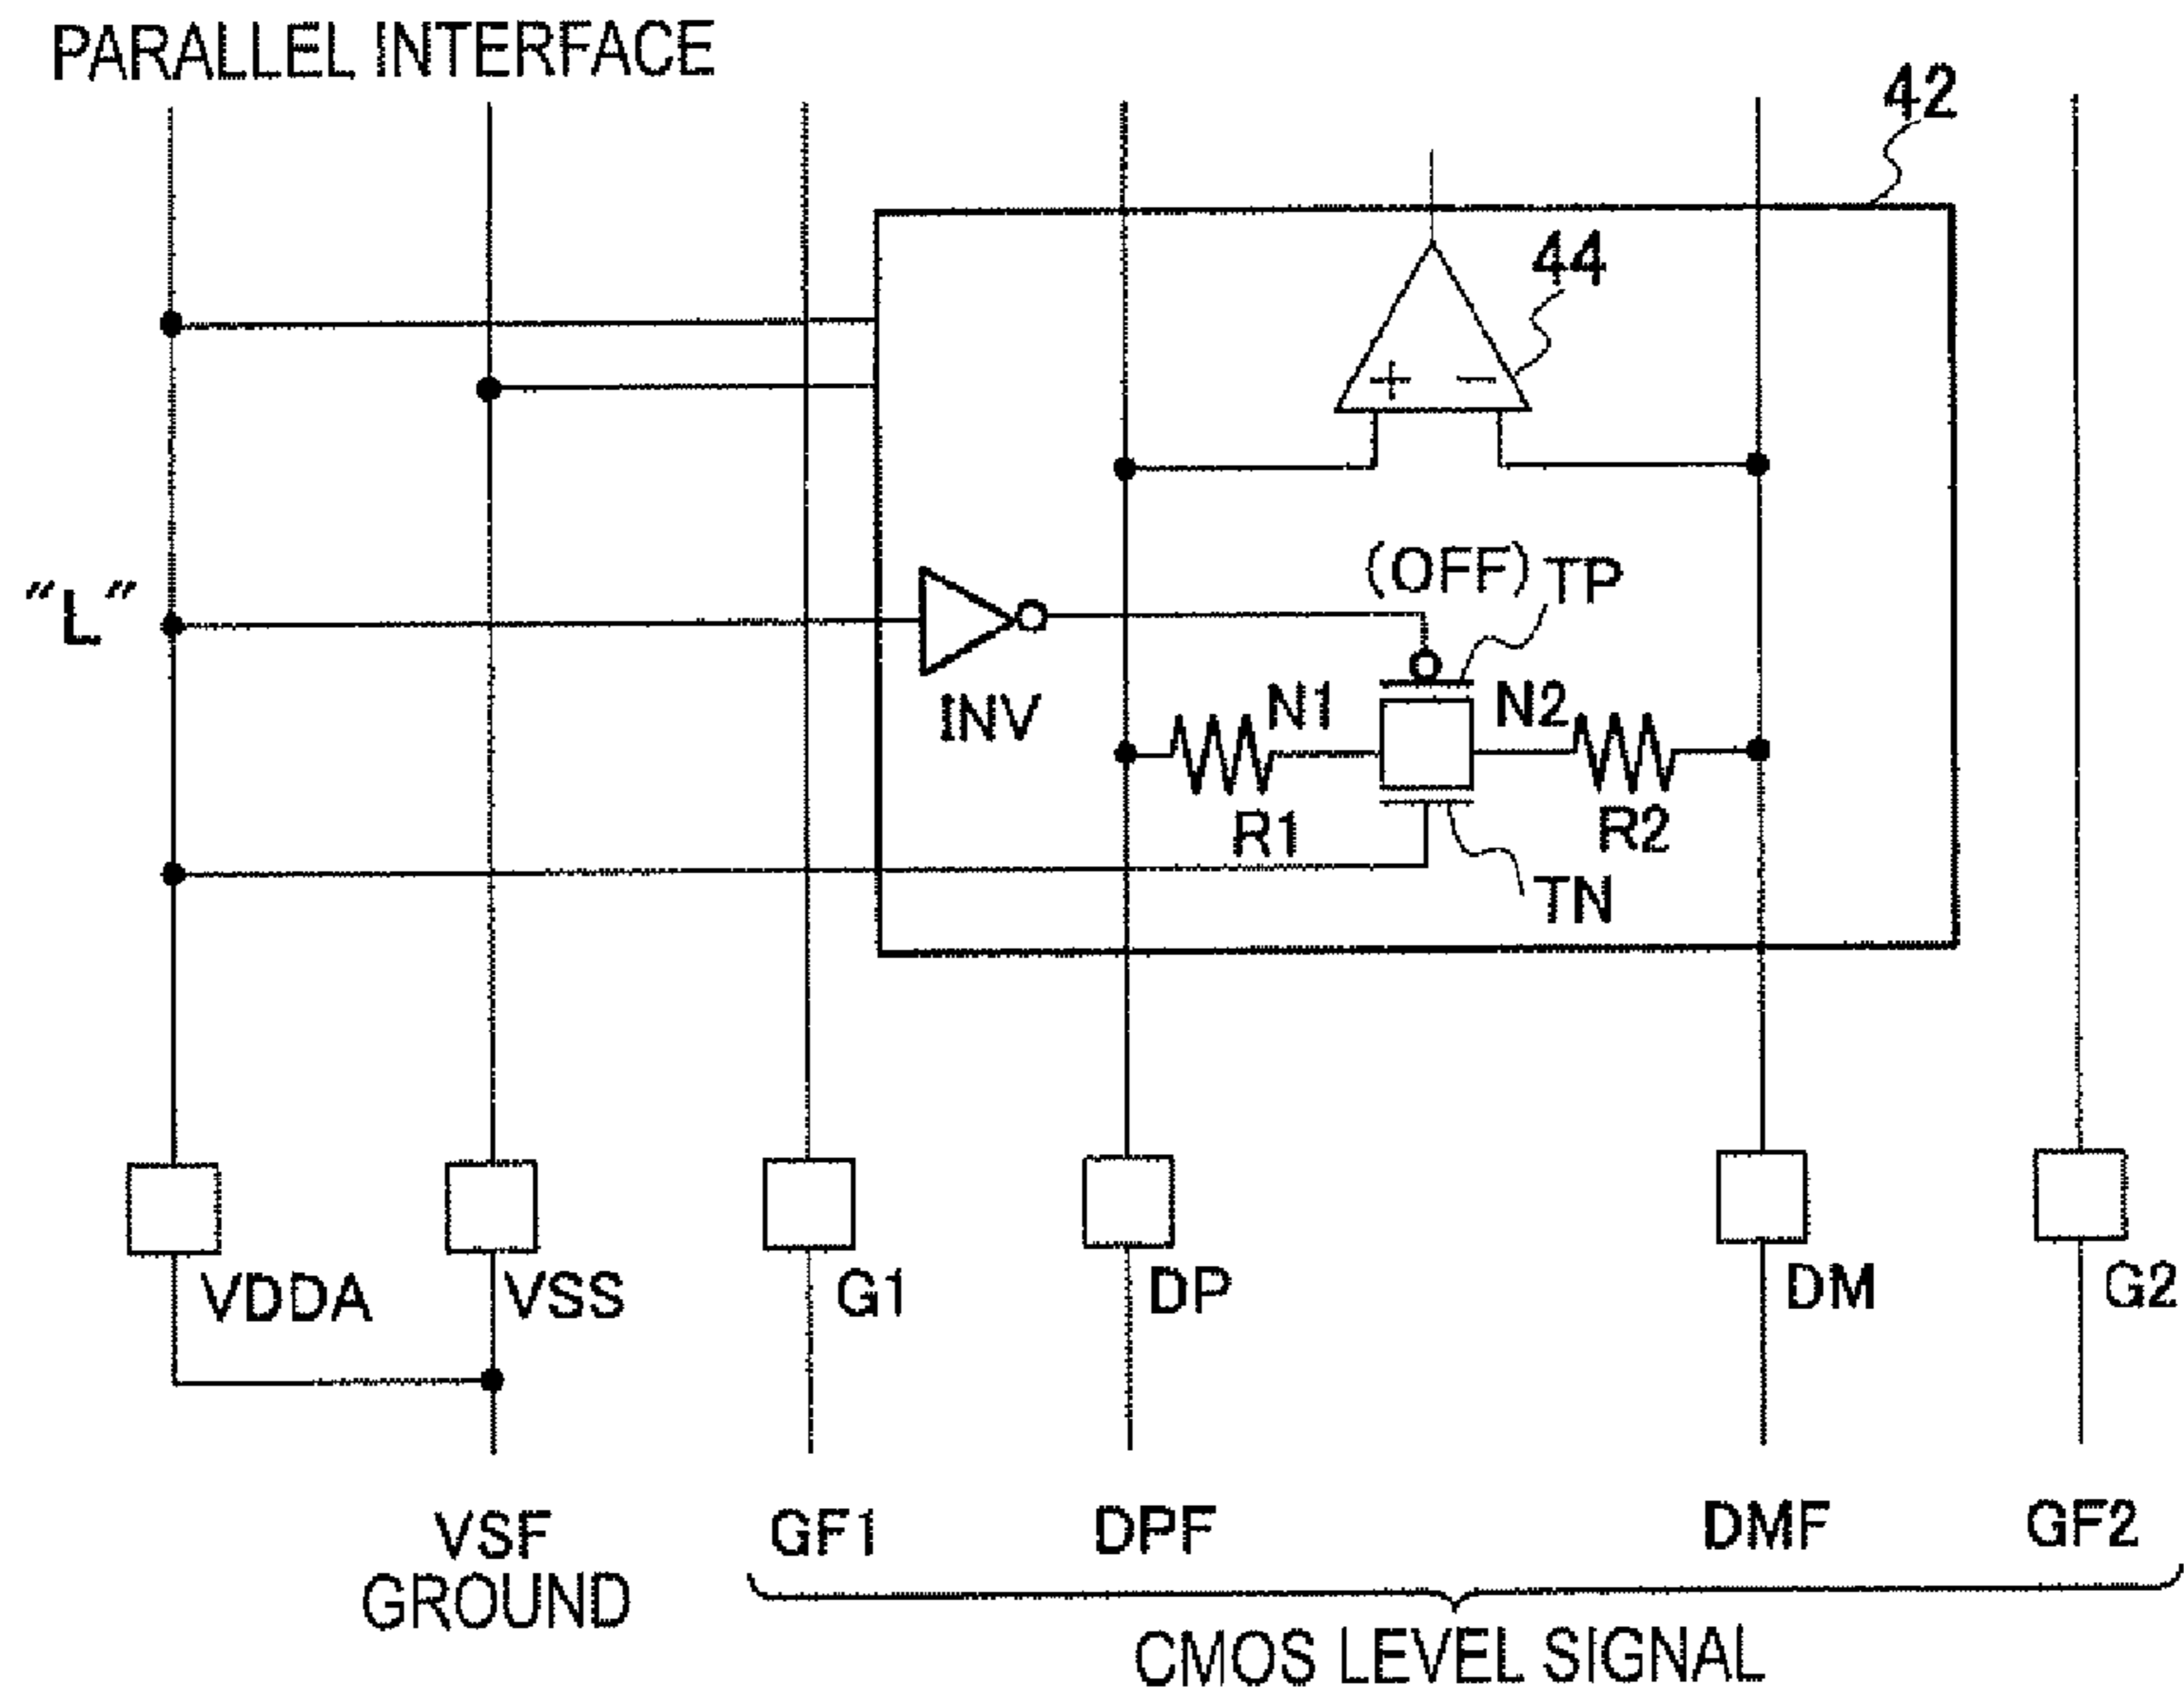 PARALLEL INTERFACE
42
44
+ −
"L"
(OFF) TP
INV
N1
N2
R1
R2
TN
VDDA
VSS
G1
DP
DM
G2
VSF
GROUND
GF1
DPF
DMF
GF2
CMOS LEVEL SIGNAL